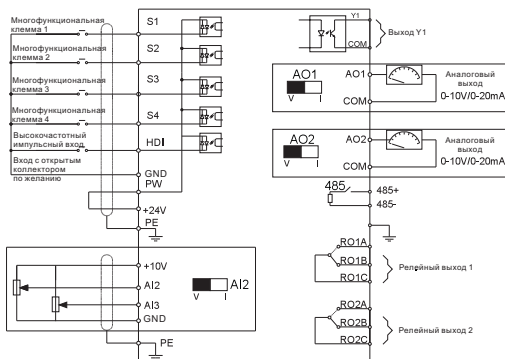 Многофункциональная
клемма 1
S1
Многофункциональная
клемма 2
S2
Многофункциональная
клемма 3
S3
Многофункциональная
клемма 4
S4
Высокочастотный
импульсный вход
HDI
Вход с открытым
коллектором
по желанию
GND
PW
+24V
PE
+10V
AI2
AI3
GND
AI2
V I
PE
Y1
COM
Выход Y1
AO1
V I
AO1
COM
Аналоговый
выход
0-10V/0-20mA
AO2
V I
AO2
COM
Аналоговый
выход
0-10V/0-20mA
485
485+
485-
RO1A
RO1B
RO1C
Релейный выход 1
RO2A
RO2B
RO2C
Релейный выход 2